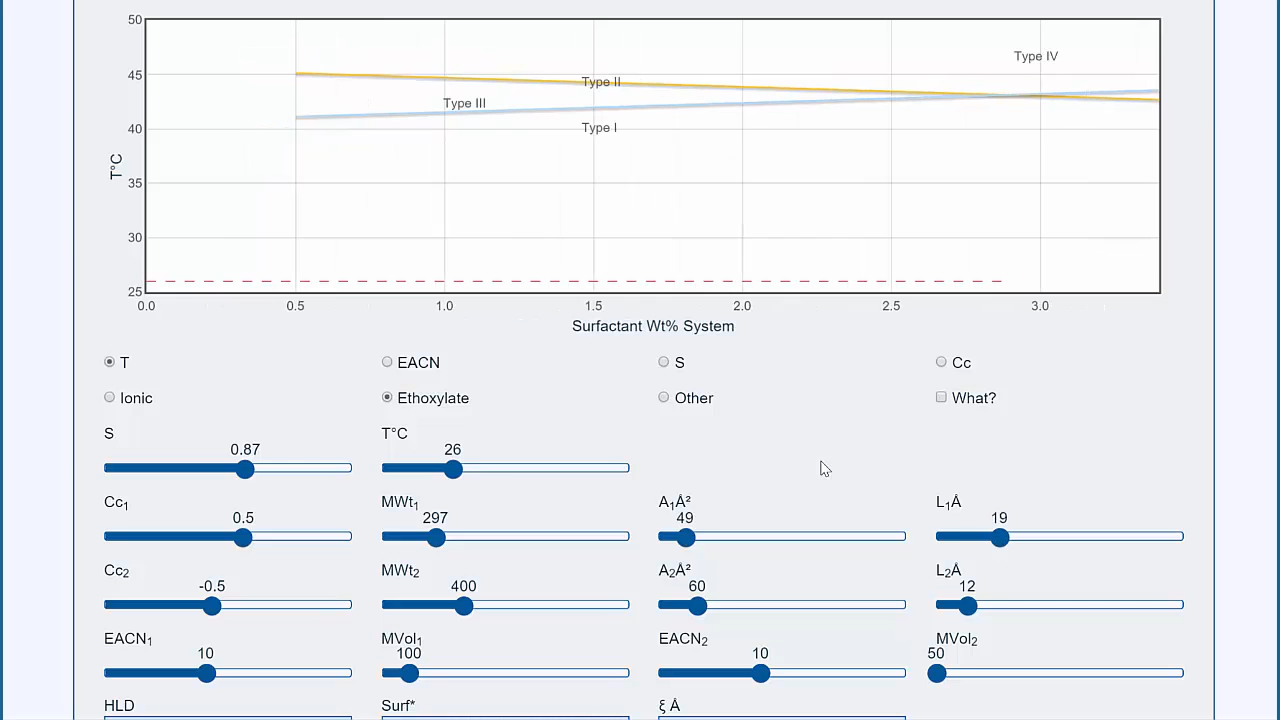 50
45
Type IV
Type II
Type III
40
Type I
T°C
35
30
25
0.0 0.5 1.0 1.5 2.0 2.5 3.0
Surfactant Wt% System
T EACN S Cc
Ionic Ethoxylate Other What?
S T°C
0.87 26
Cc₁ MWt₁ A₁Å² L₁Å
0.5 297 49 19
Cc₂ MWt₂ A₂Å² L₂Å
-0.5 400 60 12
EACN₁ MVol₁ EACN₂ MVol₂
10 100 10 50
HLD Surf* ξ Å